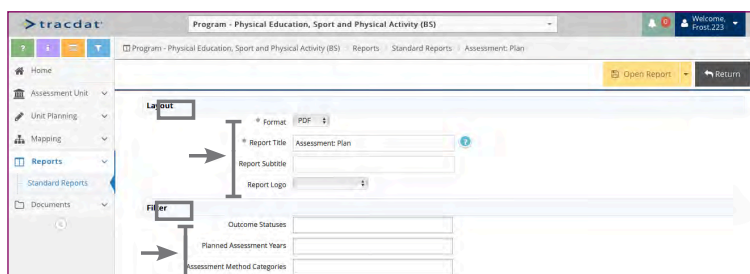 tracdat
Program - Physical Education, Sport and Physical Activity (BS)
0
Welcome,
Frost.223
?
i
Program - Physical Education, Sport and Physical Activity (BS) Reports Standard Reports Assessment: Plan
Home
Open Report
Return
Assessment Unit
Unit Planning
Mapping
Reports
Standard Reports
Documents
Layout
* Format PDF
* Report Title Assessment: Plan
?
Report Subtitle
Report Logo
Filter
Outcome Statuses
Planned Assessment Years
Assessment Method Categories